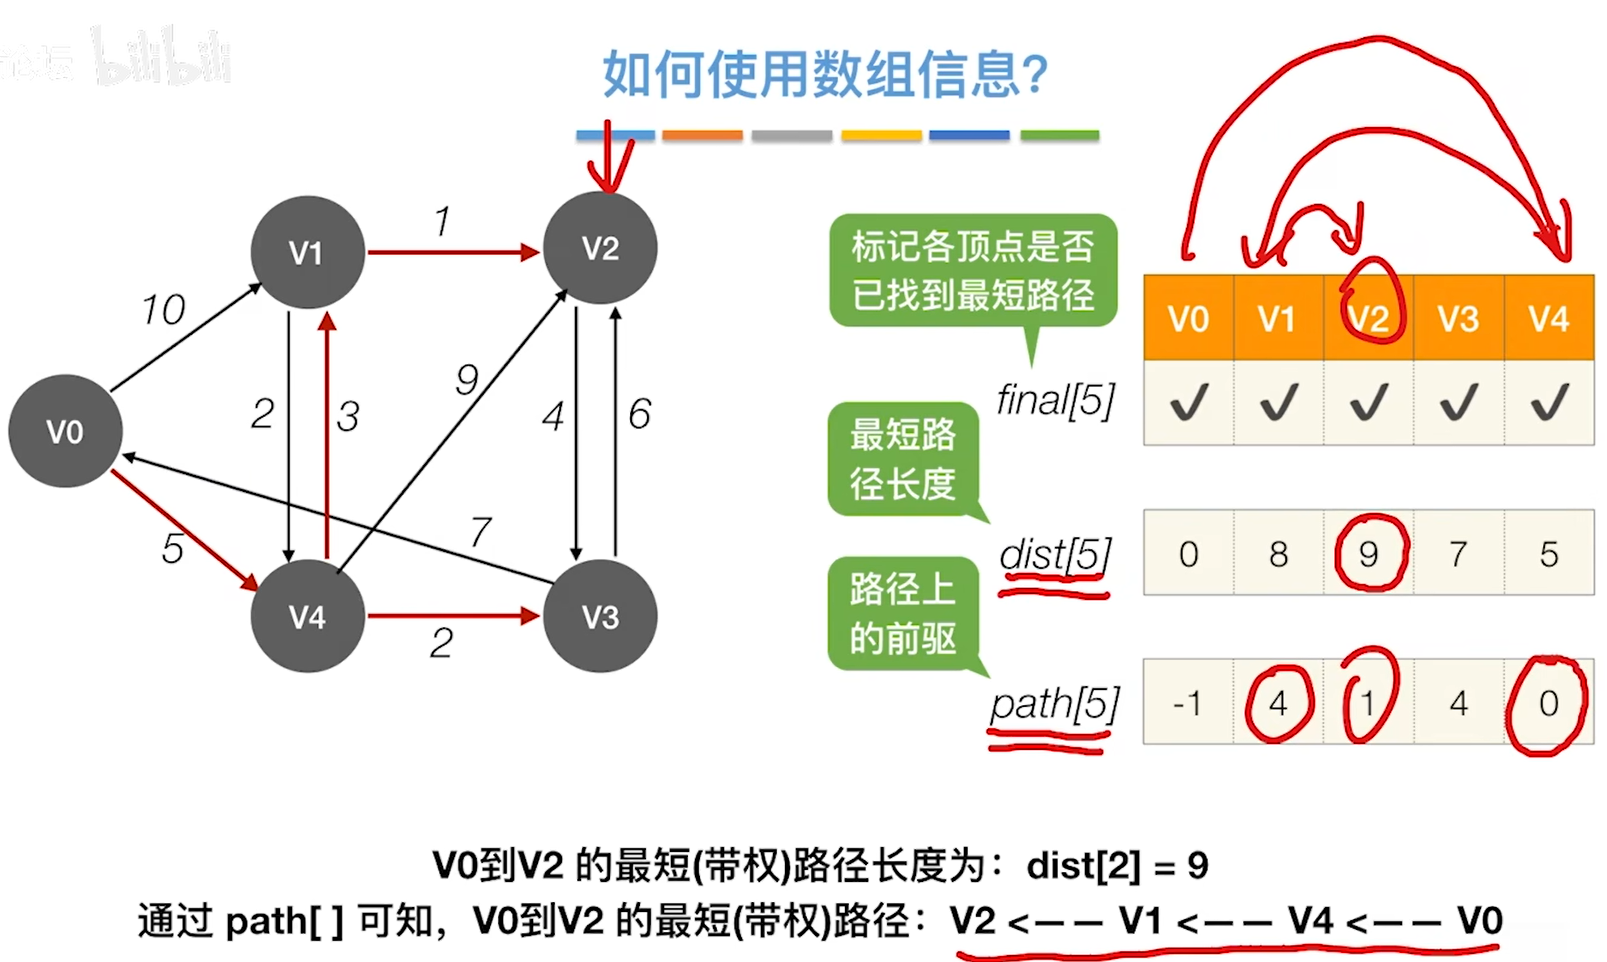 论坛 bilibili
如何使用数组信息?
V0
V1
V2
V3
V4
10
1
2
3
9
4
6
5
7
2
标记各顶点是否
已找到最短路径
V0 V1 V2 V3 V4
final[5] ✓ ✓ ✓ ✓ ✓
最短路
径长度
dist[5] 0 8 9 7 5
路径上
的前驱
path[5] -1 4 1 4 0
V0到V2 的最短(带权)路径长度为：dist[2] = 9
通过 path[ ] 可知，V0到V2 的最短(带权)路径：V2 <—— V1 <—— V4 <—— V0